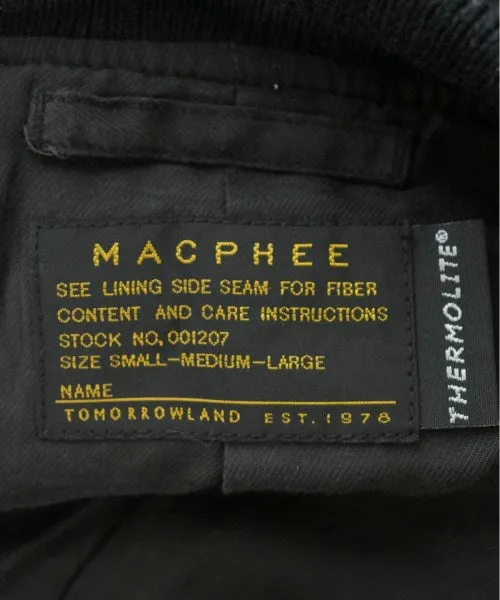 MACPHEE
SEE LINING SIDE SEAM FOR FIBER
CONTENT AND CARE INSTRUCTIONS
STOCK NO, 001207
SIZE SMALL-MEDIUM-LARGE
NAME
TOMORROWLAND EST. 1978
THERMOLITE®